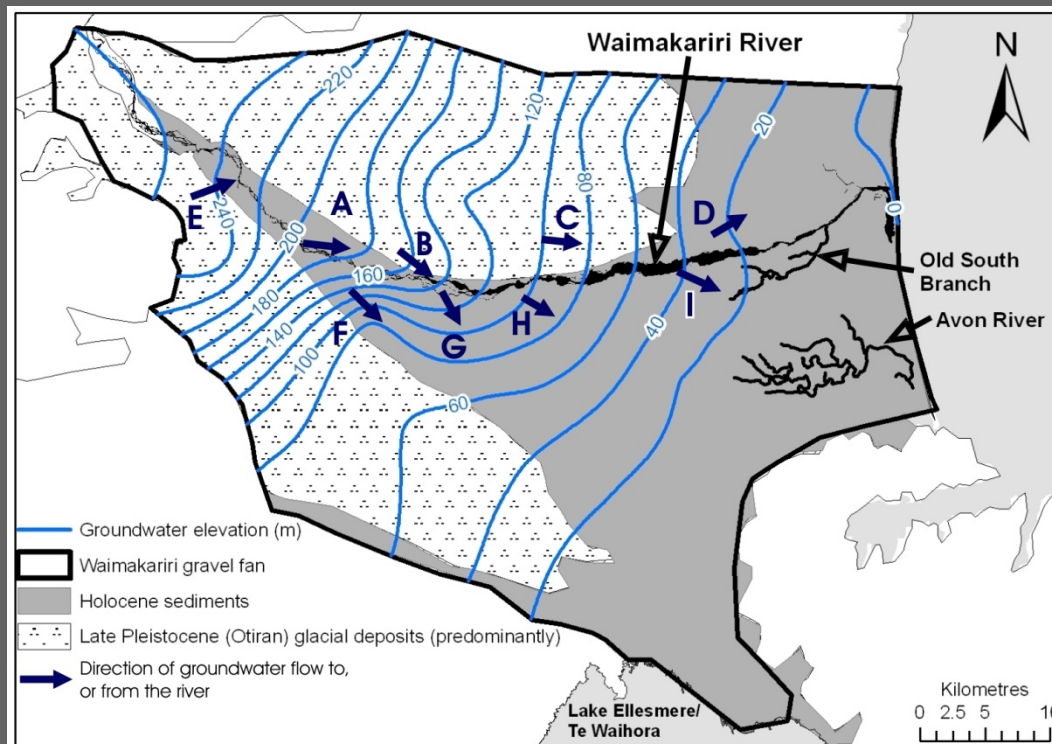 Waimakariri River
N
220
120
20
E
A
80
C
D
0
240
200
B
160
Old South
Branch
180
F
G
H
I
Avon River
140
40
100
60
Groundwater elevation (m)
Waimakariri gravel fan
Holocene sediments
Late Pleistocene (Otiran) glacial deposits (predominantly)
Direction of groundwater flow to,
or from the river
Lake Ellesmere/
Te Waihora
Kilometres
0 2.5 5 10